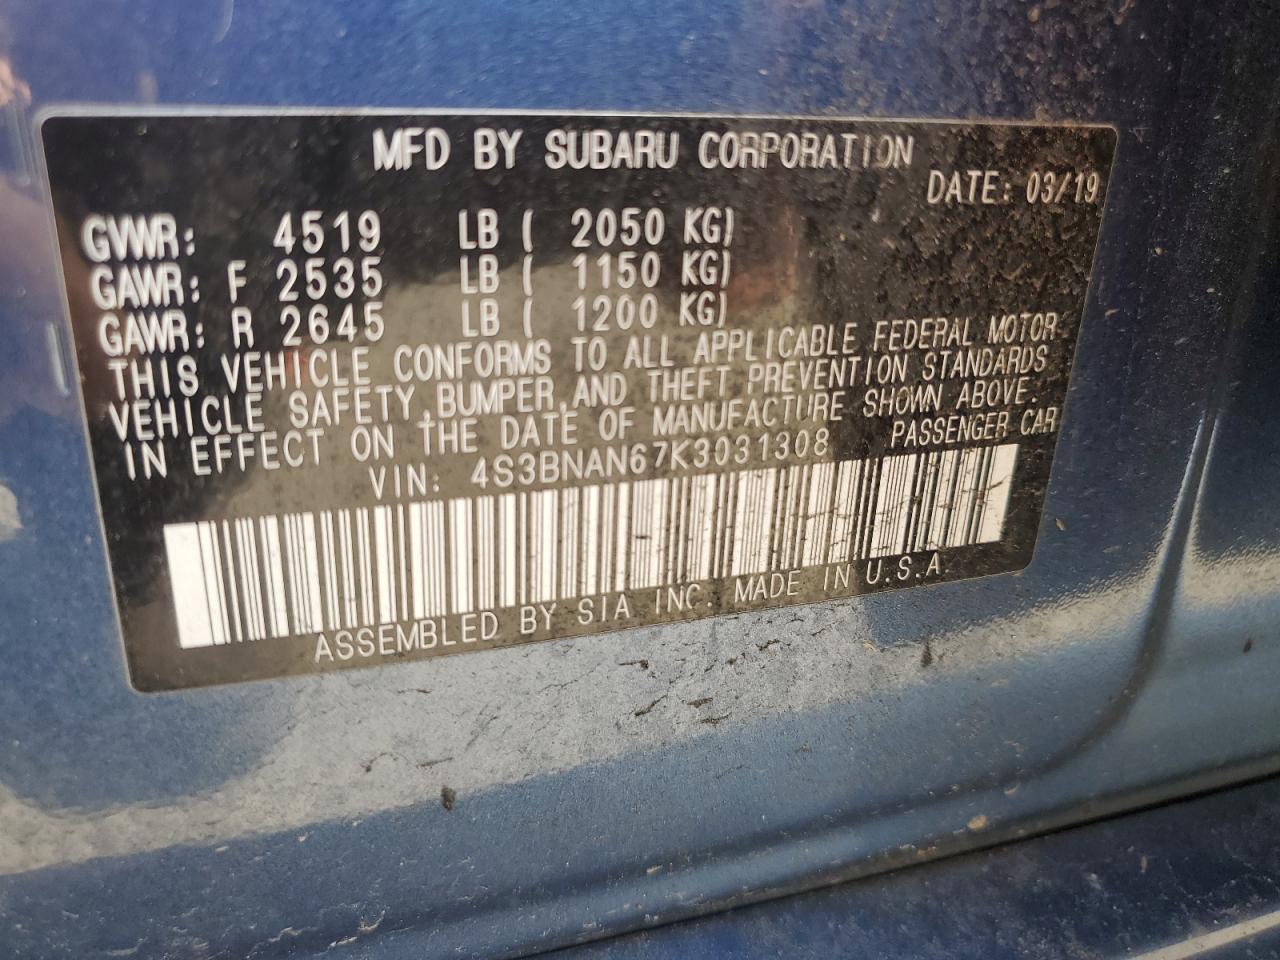 MFD BY SUBARU CORPORATION
DATE: 03/19
GVWR: 4519 LB ( 2050 KG)
GAWR: F 2535 LB ( 1150 KG)
GAWR: R 2645 LB ( 1200 KG)
THIS VEHICLE CONFORMS TO ALL APPLICABLE FEDERAL MOTOR
VEHICLE SAFETY, BUMPER, AND THEFT PREVENTION STANDARDS
IN EFFECT ON THE DATE OF MANUFACTURE SHOWN ABOVE.
VIN: 4S3BNAN67K3031308 PASSENGER CAR
ASSEMBLED BY SIA INC. MADE IN U.S.A.